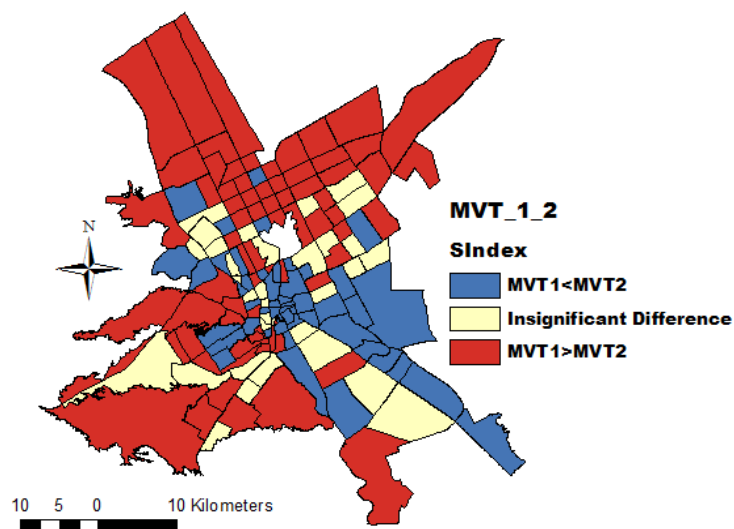 N
MVT_1_2
SIndex
MVT1<MVT2
Insignificant Difference
MVT1>MVT2
10 5 0 10 Kilometers